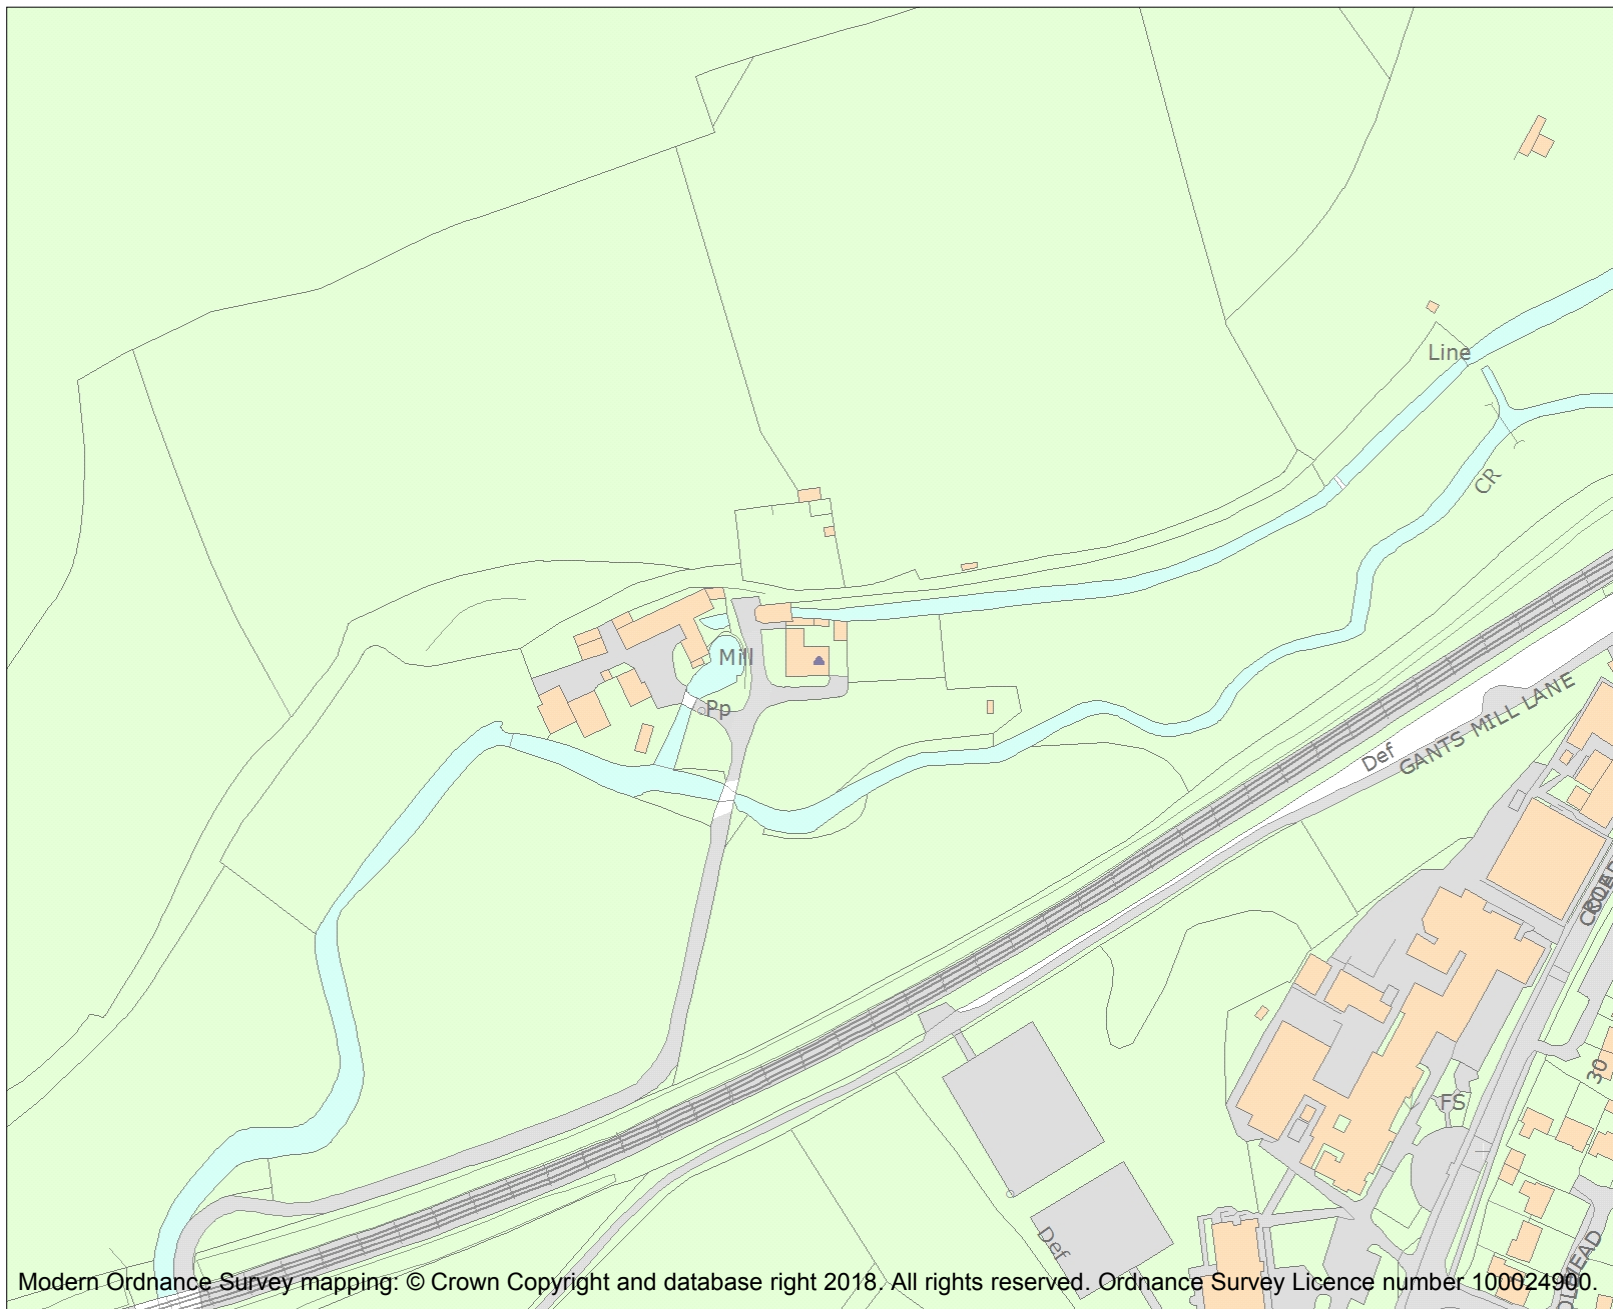 Line
CR
Mill
Pp
GANTS MILL LANE
Def
30
FS
Def
Modern Ordnance Survey mapping: © Crown Copyright and database right 2018. All rights reserved. Ordnance Survey Licence number 100024900.